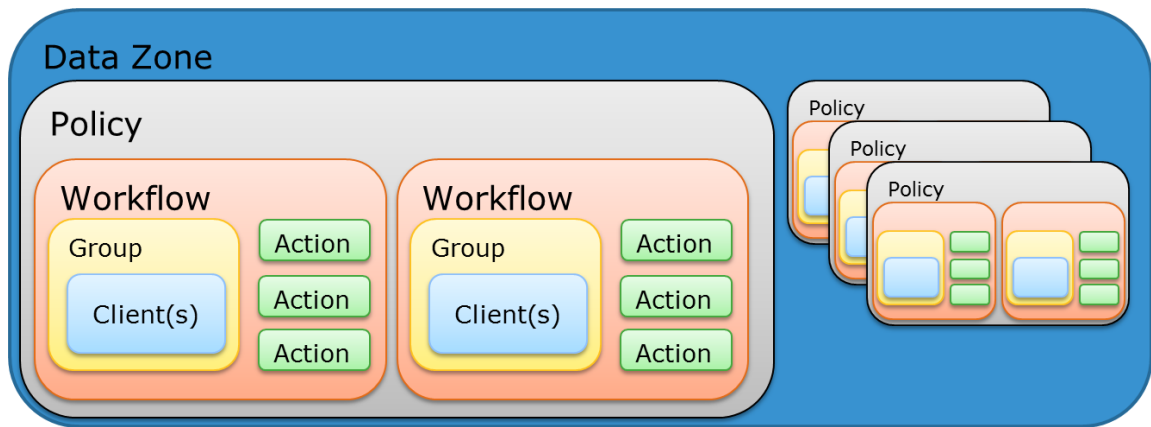 Data Zone
Policy
Workflow
Group
Client(s)
Action
Action
Action
Workflow
Group
Client(s)
Action
Action
Action
Policy
Policy
Policy